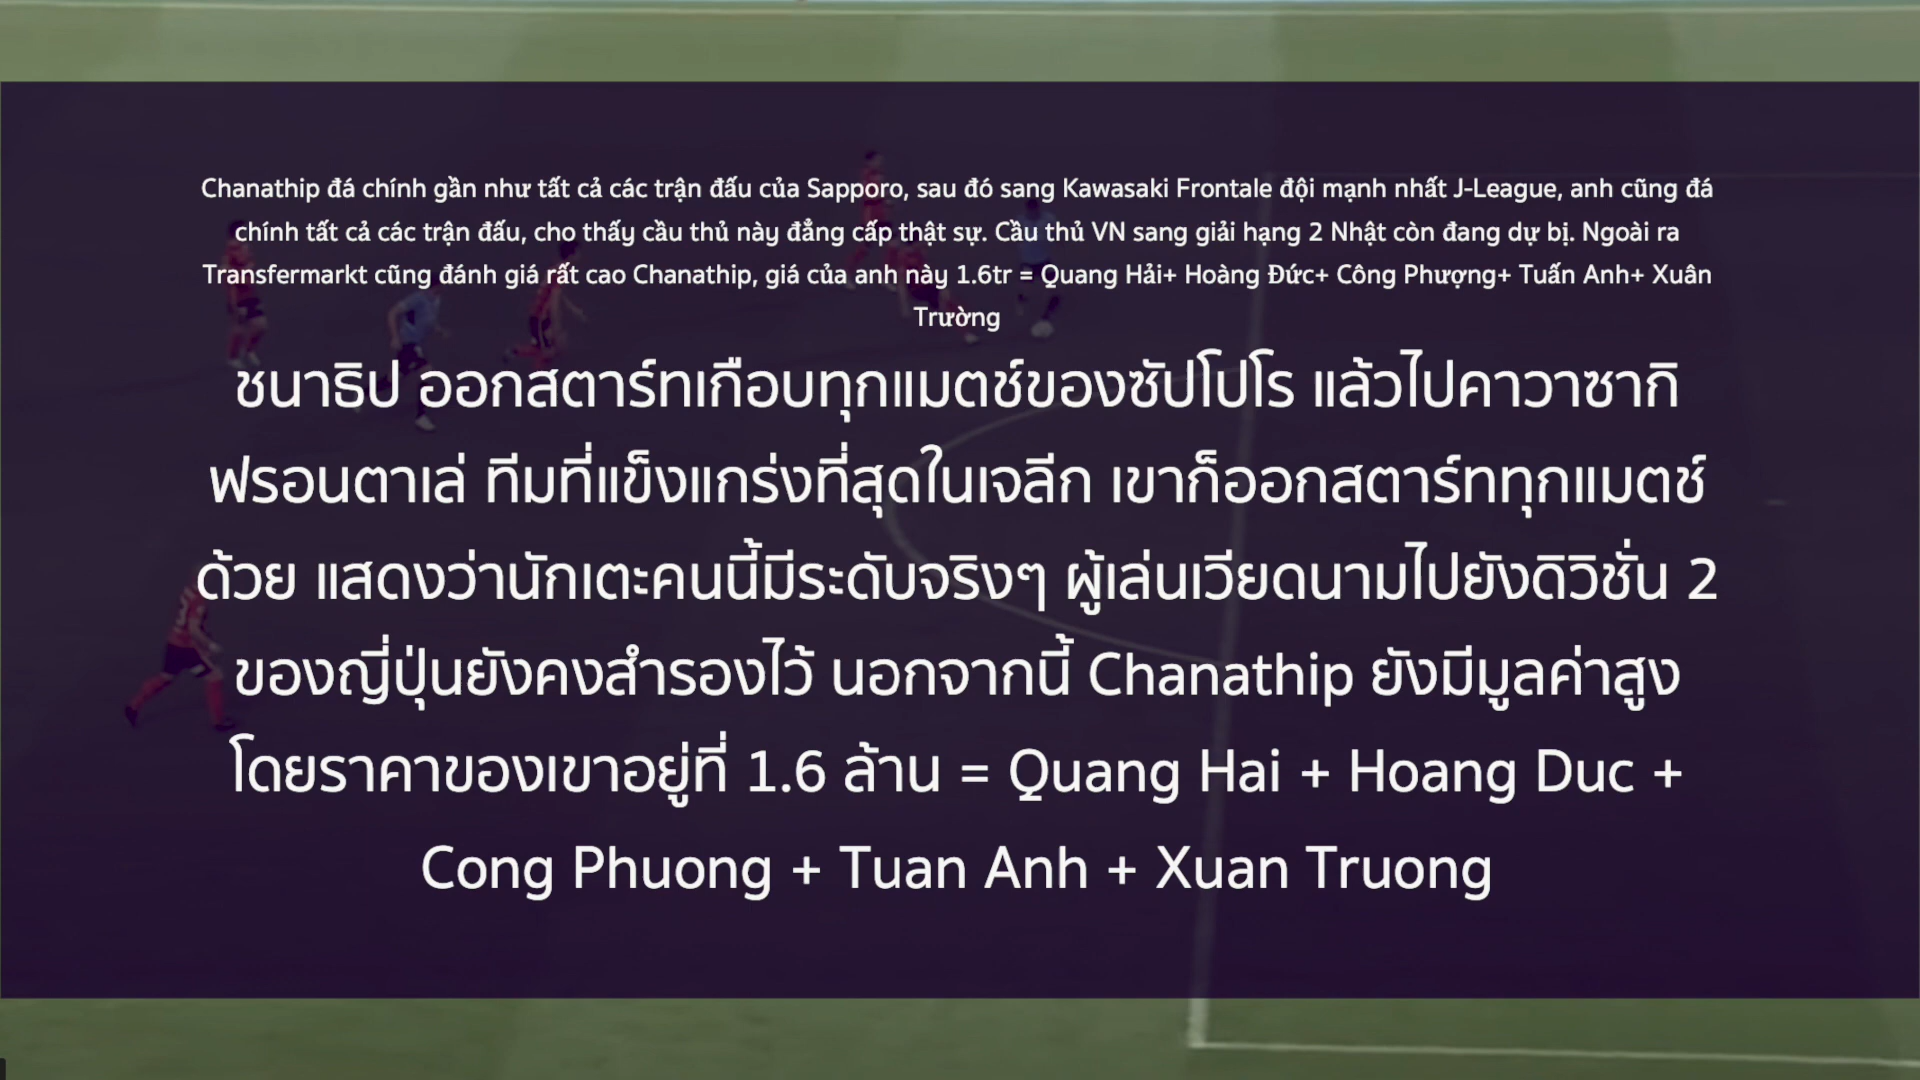 Chanathip đá chính gần như tất cả các trận đấu của Sapporo, sau đó sang Kawasaki Frontale đội mạnh nhất J-League, anh cũng đá
chính tất cả các trận đấu, cho thấy cầu thủ này đẳng cấp thật sự. Cầu thủ VN sang giải hạng 2 Nhật còn đang dự bị. Ngoài ra
Transfermarkt cũng đánh giá rất cao Chanathip, giá của anh này 1.6tr = Quang Hải+ Hoàng Đức+ Công Phượng+ Tuấn Anh+ Xuân
Trường
ชนาธิป ออกสตาร์ทเกือบทุกแมตช์ของซัปโปโร แล้วไปคาวาซากิ
ฟรอนตาเล่ ทีมที่แข็งแกร่งที่สุดในเจลีก เขาก็ออกสตาร์ททุกแมตช์
ด้วย แสดงว่านักเตะคนนี้มีระดับจริงๆ ผู้เล่นเวียดนามไปยังดิวิชั่น 2
ของญี่ปุ่นยังคงสำรองไว้ นอกจากนี้ Chanathip ยังมีมูลค่าสูง
โดยราคาของเขาอยู่ที่ 1.6 ล้าน = Quang Hai + Hoang Duc +
Cong Phuong + Tuan Anh + Xuan Truong